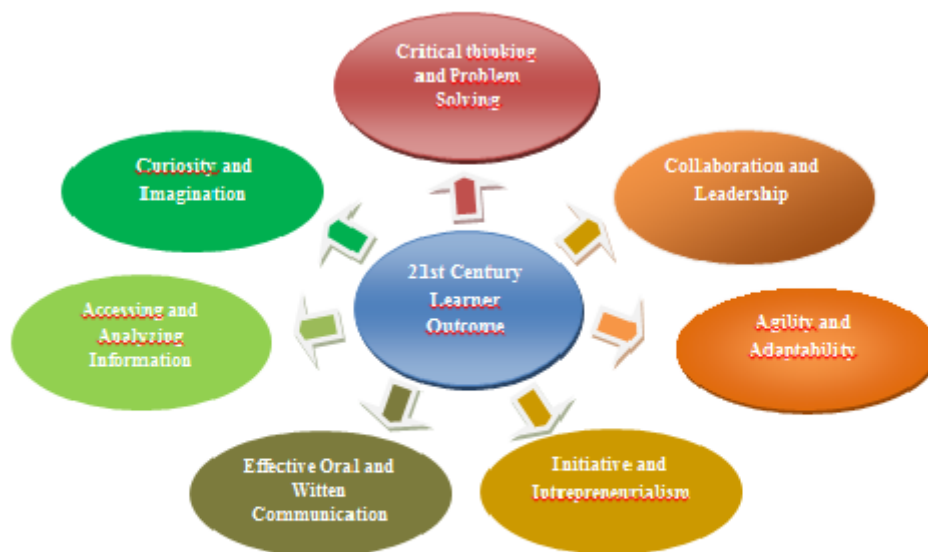 Critical thinking
and Problem
Solving
Curiosity and
Imagination
Collaboration and
Leadership
21st Century
Learner
Outcome
Accessing and
Analyzing
Information
Agility and
Adaptability
Effective Oral and
Witten
Communication
Initiative and
Intrepreneurialism